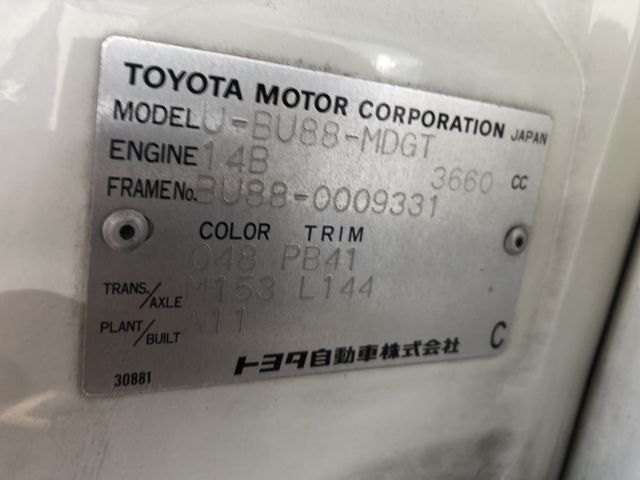 TOYOTA MOTOR CORPORATION JAPAN
MODEL U-BU88-MDGT
ENGINE 14B 3660 CC
FRAME No. BU88-0009331
COLOR TRIM
048 PB41
TRANS./AXLE M153 L144
PLANT/BUILT A11
C
トヨタ自動車株式会社
30881